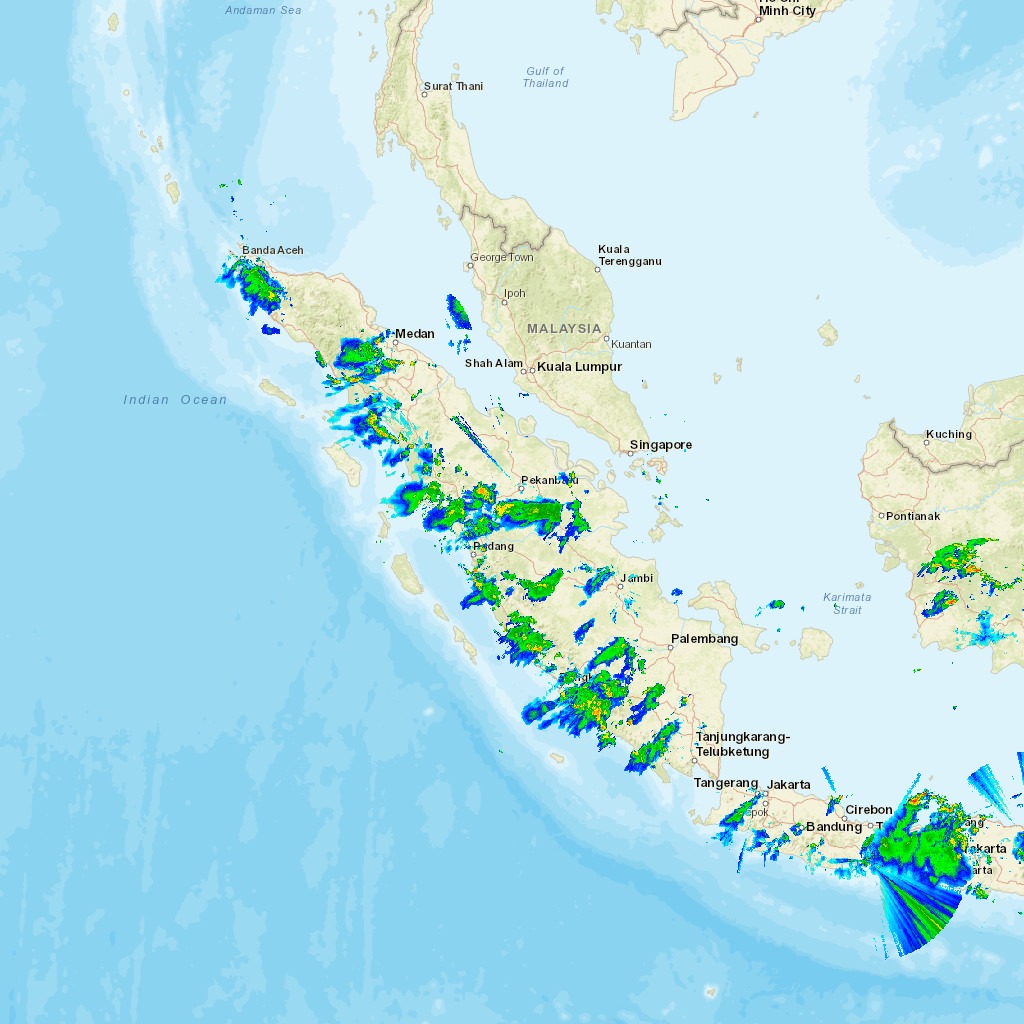 Andaman Sea
Minh City
Gulf of
Thailand
Surat Thani
Banda Aceh
George Town
Kuala
Terengganu
Ipoh
MALAYSIA
Medan
Kuantan
Shah Alam
Kuala Lumpur
Indian Ocean
Singapore
Kuching
Pekanbaru
Pontianak
Padang
Jambi
Karimata
Strait
Palembang
Tanjungkarang-
Telubketung
Tangerang
Jakarta
Cirebon
Bandung